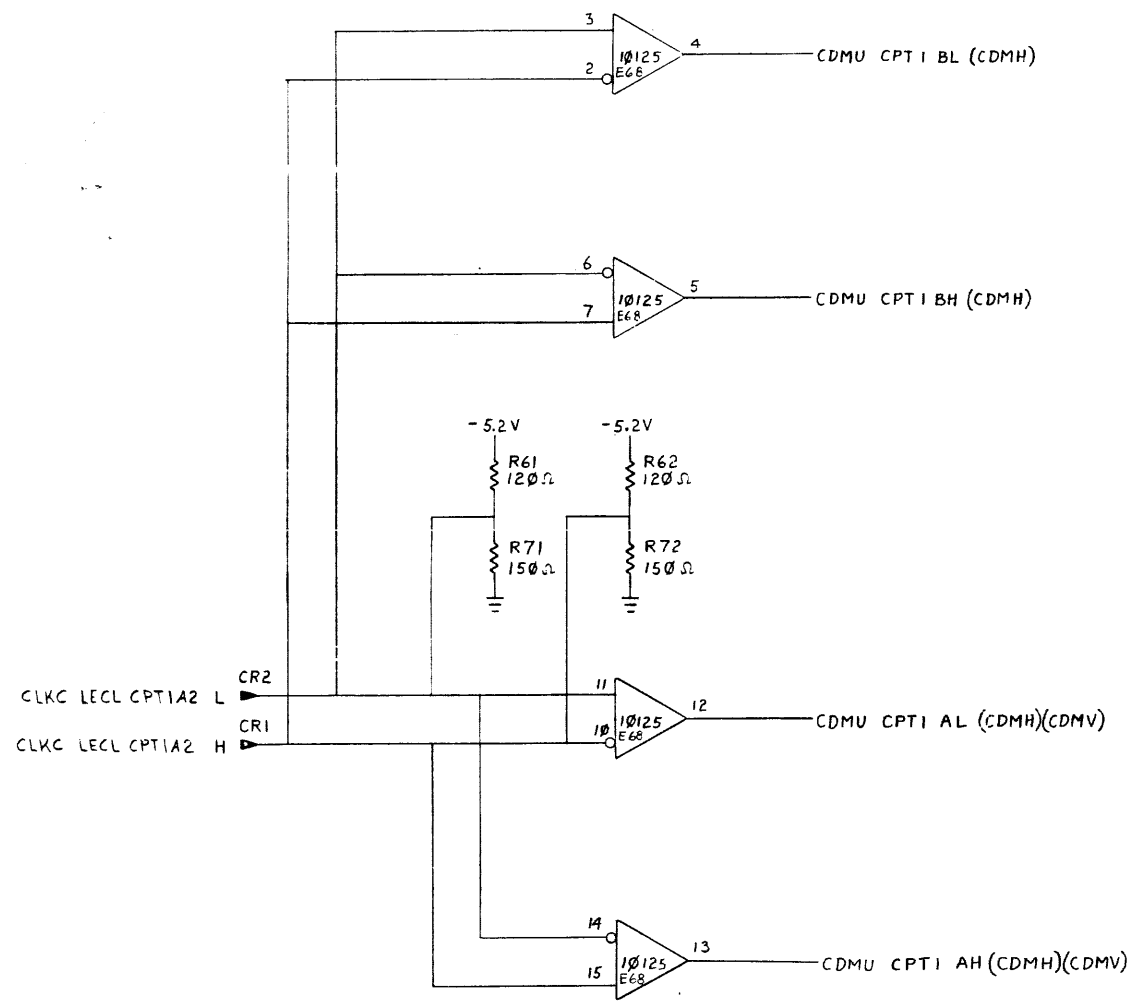 3
4
10125
E68
2
CDMU CPT1 BL (CDMH)
6
5
10125
E68
7
CDMU CPT1 BH (CDMH)
-5.2V
-5.2V
R61
120Ω
R62
120Ω
R71
150Ω
R72
150Ω
CR2
CLKC LECL CPT1A2 L
CR1
CLKC LECL CPT1A2 H
11
12
10125
E68
10
CDMU CPT1 AL (CDMH)(CDMV)
14
13
10125
E68
15
CDMU CPT1 AH (CDMH)(CDMV)